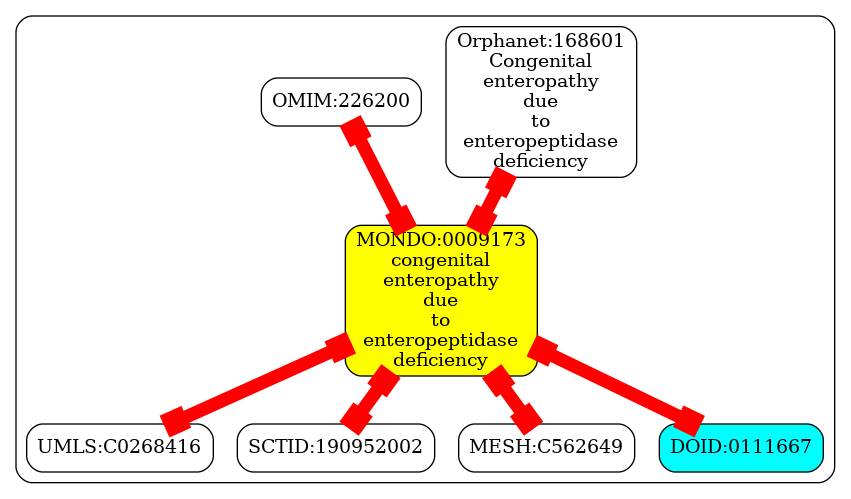 OMIM:226200
Orphanet:168601
Congenital
enteropathy
due
to
enteropeptidase
deficiency
MONDO:0009173
congenital
enteropathy
due
to
enteropeptidase
deficiency
UMLS:C0268416
SCTID:190952002
MESH:C562649
DOID:0111667